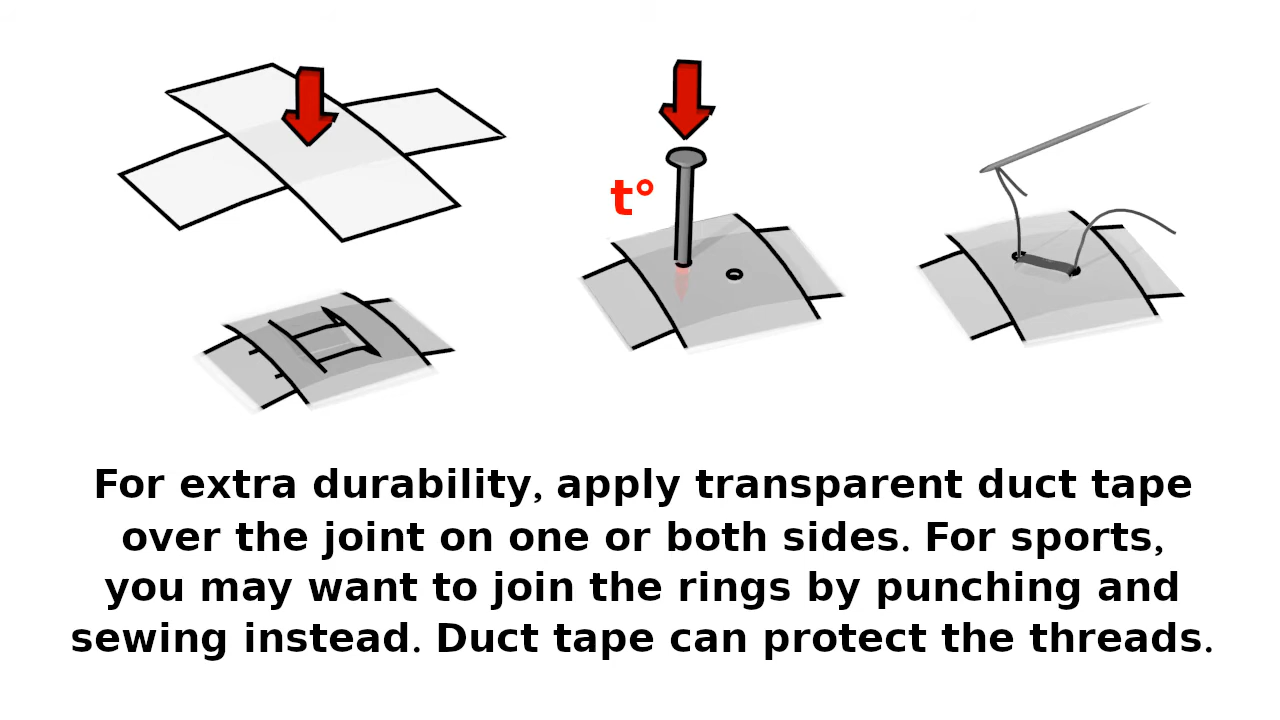 t°
For extra durability, apply transparent duct tape
over the joint on one or both sides. For sports,
you may want to join the rings by punching and
sewing instead. Duct tape can protect the threads.